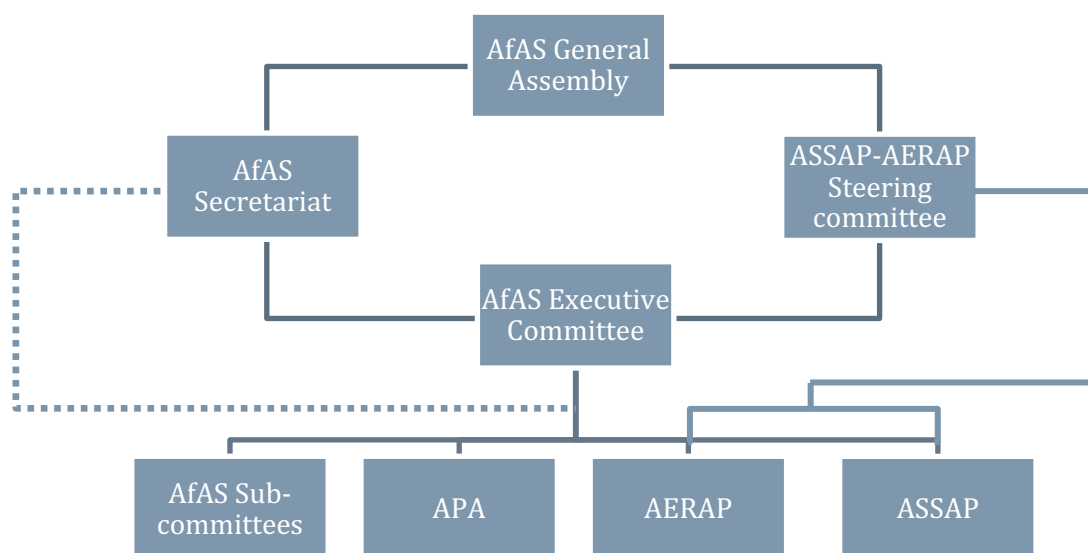 AfAS General
Assembly
AfAS
Secretariat
ASSAP-AERAP
Steering
committee
AfAS Executive
Committee
AfAS Sub-
committees
APA
AERAP
ASSAP